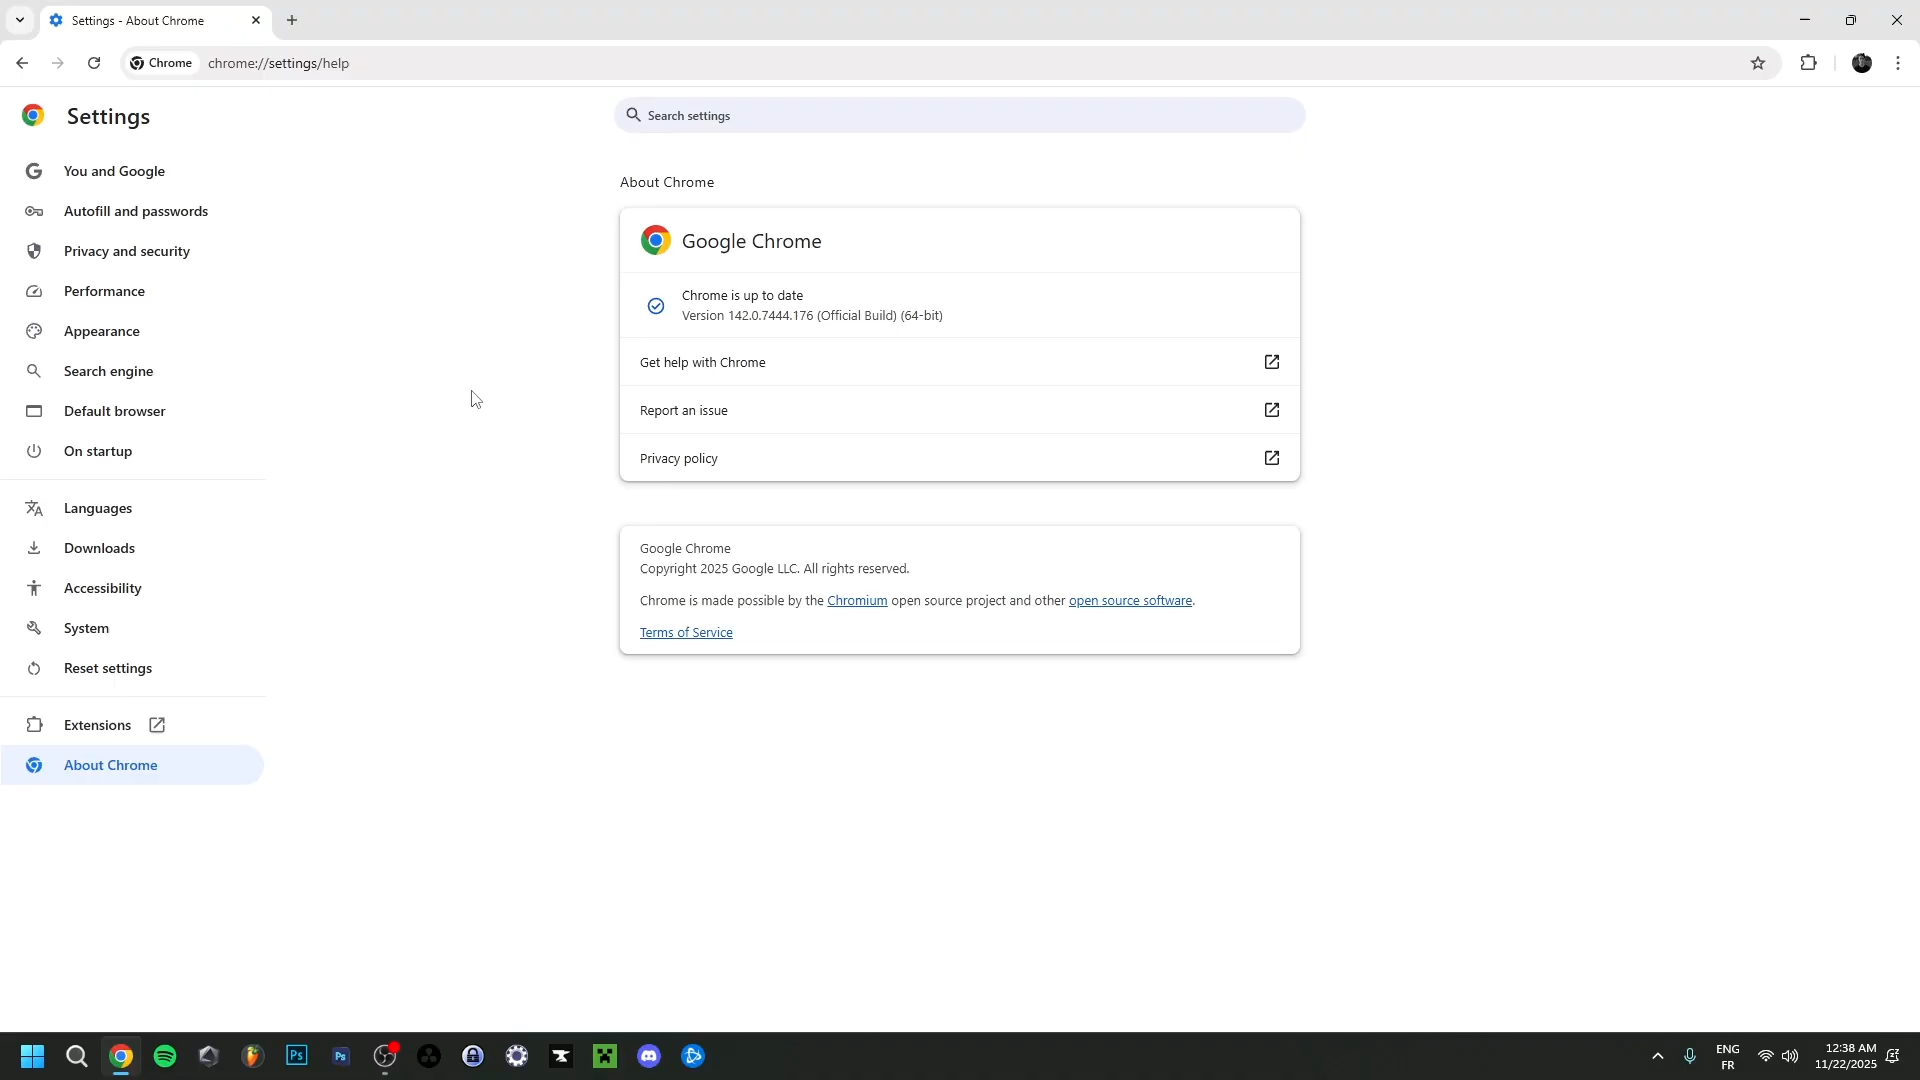 Settings - About Chrome
Chrome
chrome://settings/help
Settings
Search settings
You and Google
Autofill and passwords
Privacy and security
Performance
Appearance
Search engine
Default browser
On startup
Languages
Downloads
Accessibility
System
Reset settings
Extensions
About Chrome
About Chrome
Google Chrome
Chrome is up to date
Version 142.0.7444.176 (Official Build) (64-bit)
Get help with Chrome
Report an issue
Privacy policy
Google Chrome
Copyright 2025 Google LLC. All rights reserved.
Chrome is made possible by the Chromium open source project and other open source software.
Terms of Service
Ps
Ps
ENG
FR
12:38 AM
11/22/2025